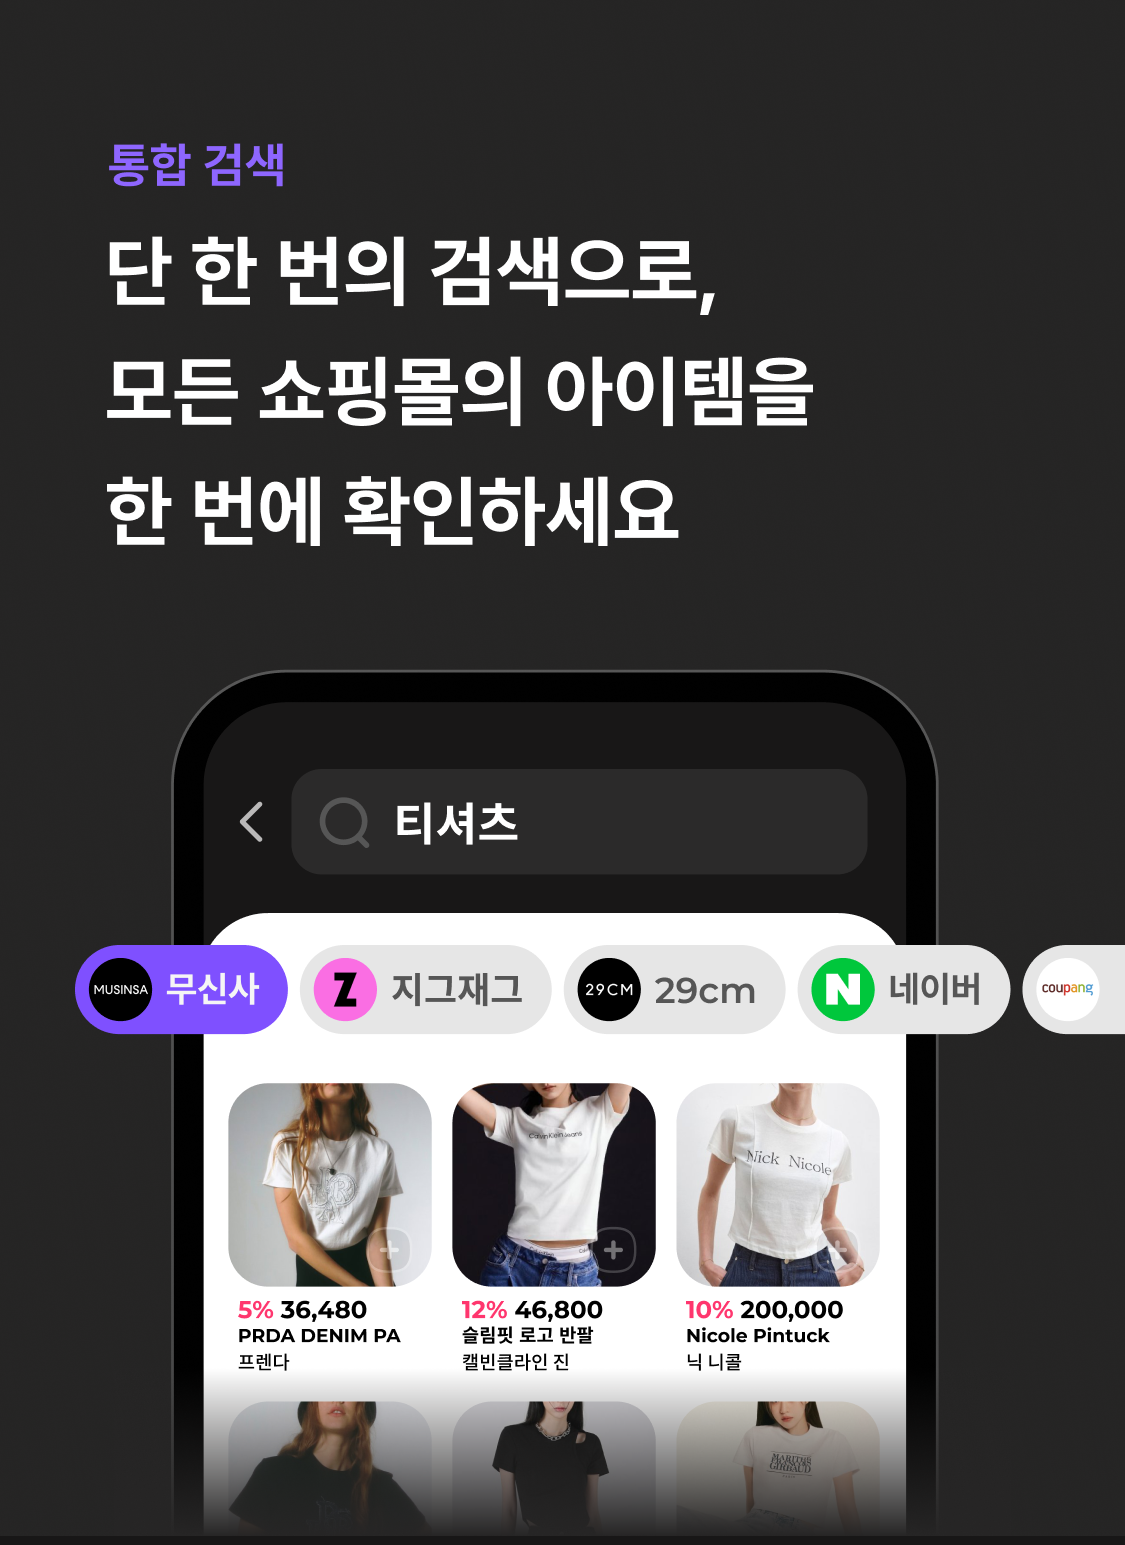 통합 검색
단 한 번의 검색으로,
모든 쇼핑몰의 아이템을
한 번에 확인하세요
티셔츠
MUSINSA 무신사
Z 지그재그
29CM 29cm
N 네이버
coupang
CalvinKleinJeans
Nick Nicole
5% 36,480
PRDA DENIM PA
프렌다
12% 46,800
슬림핏 로고 반팔
캘빈클라인 진
10% 200,000
Nicole Pintuck
닉 니콜
GIRBAUD